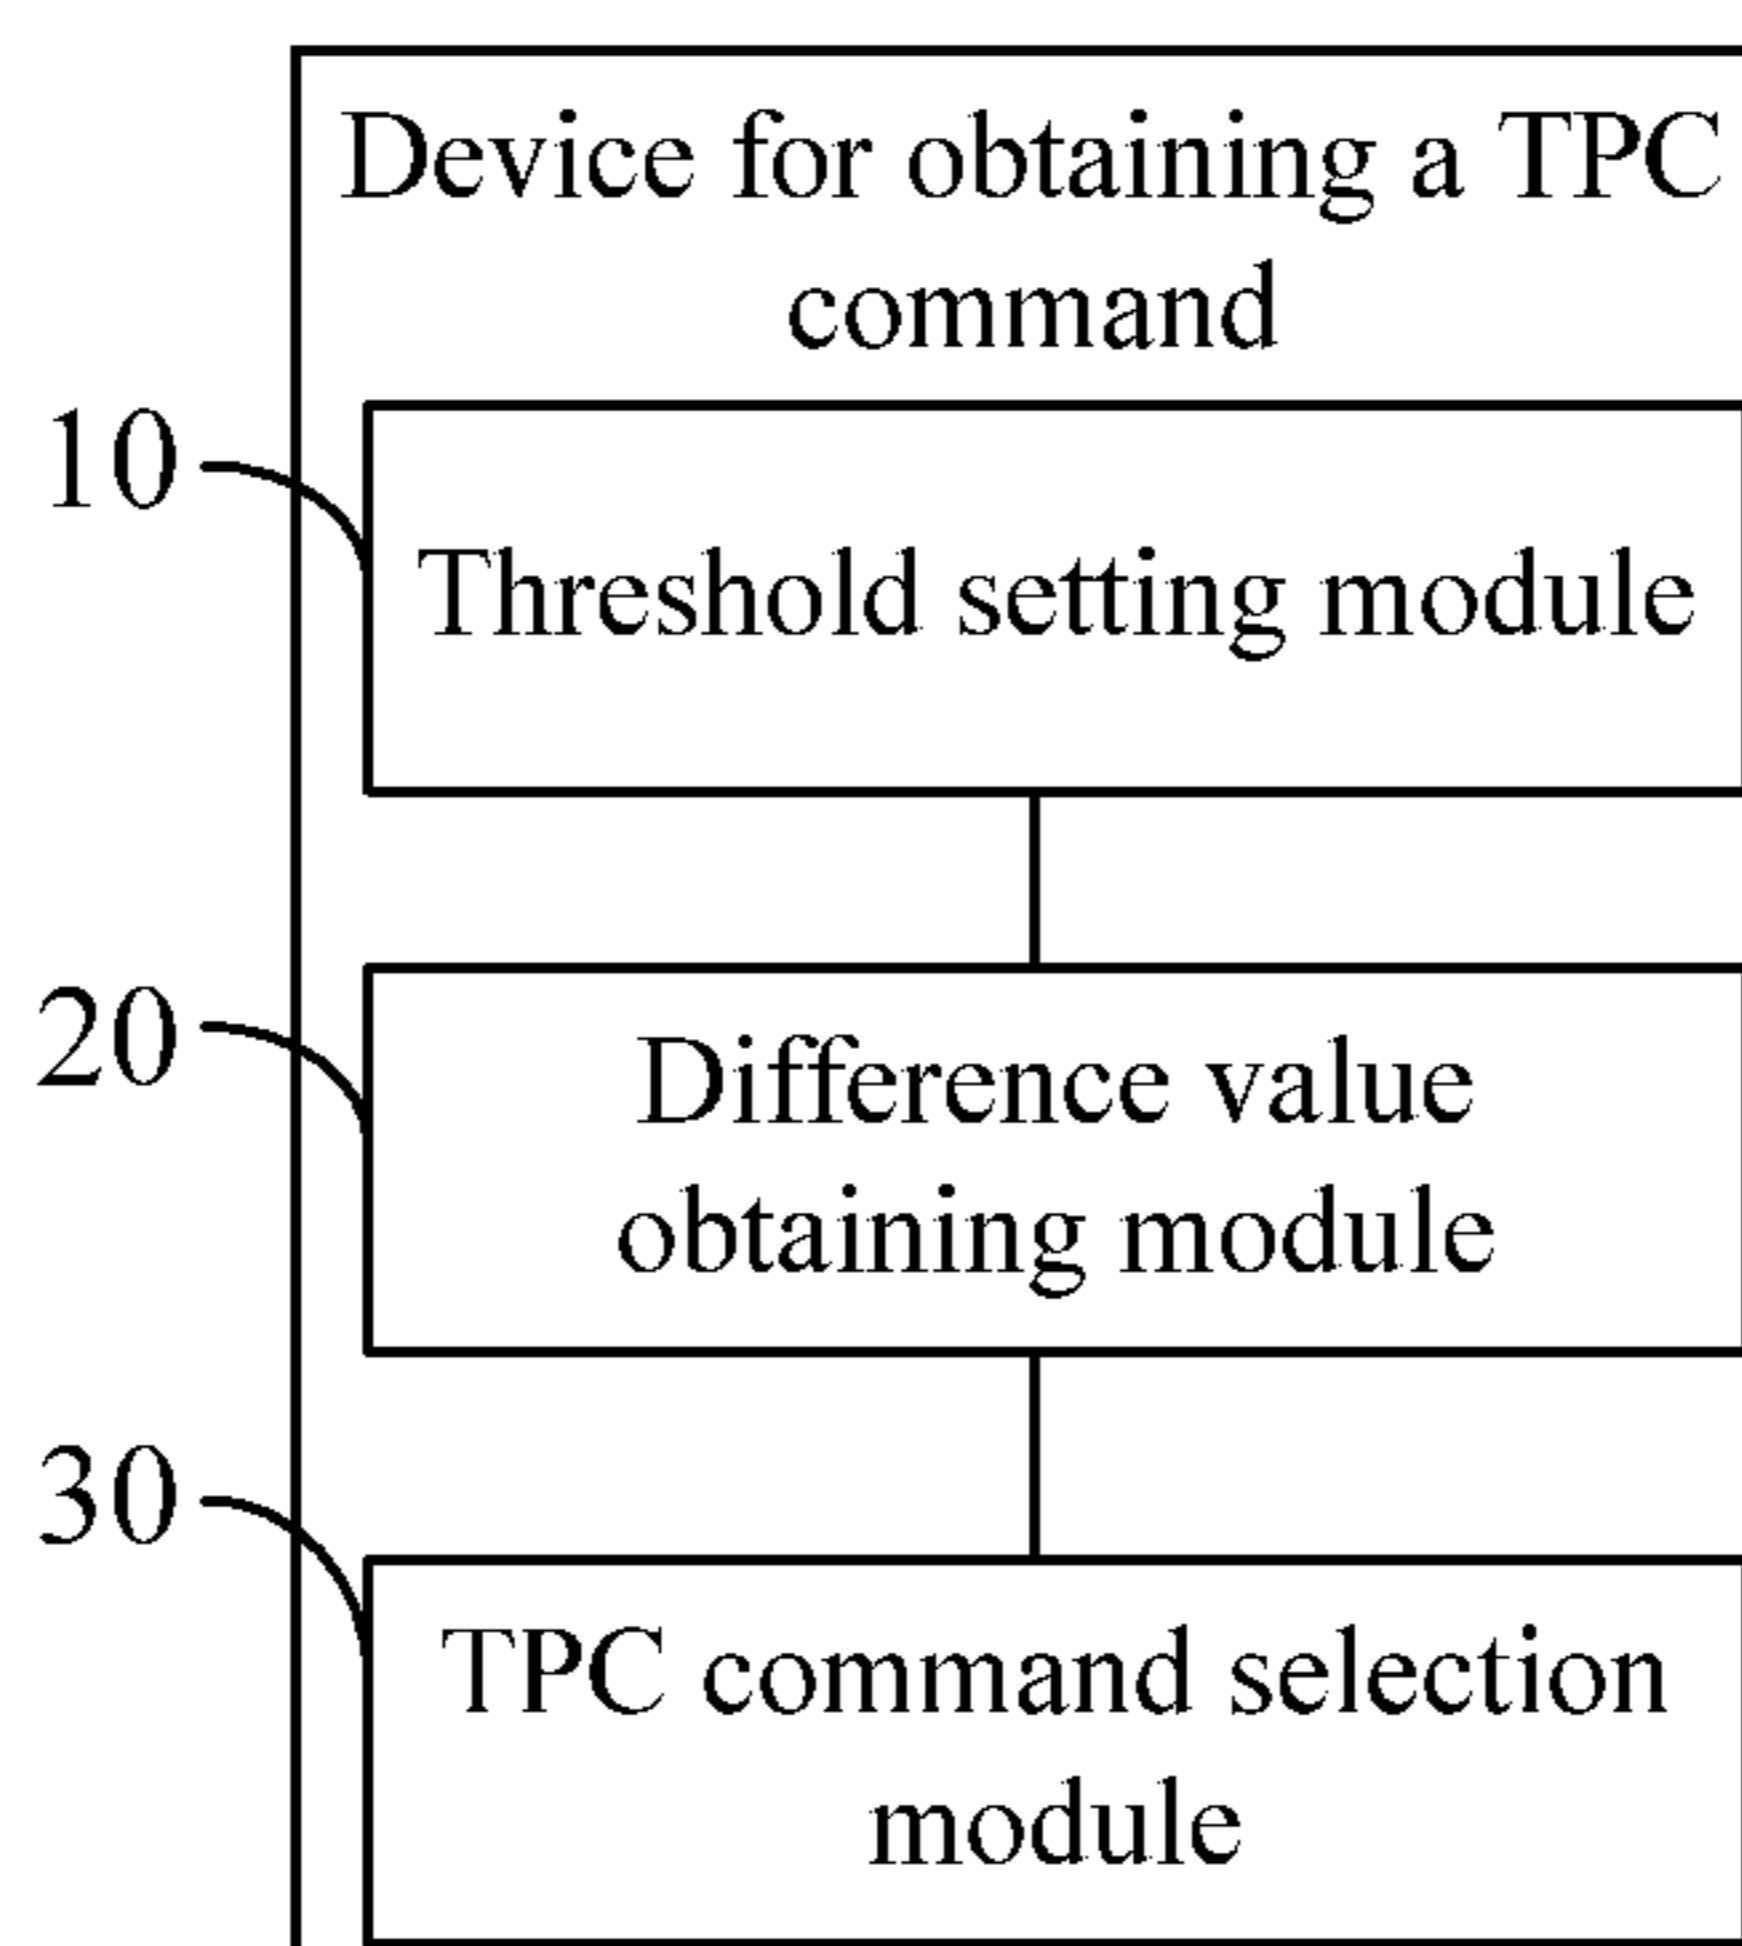 Device for obtaining a TPC
command
10
Threshold setting module
20
Difference value
obtaining module
30
TPC command selection
module